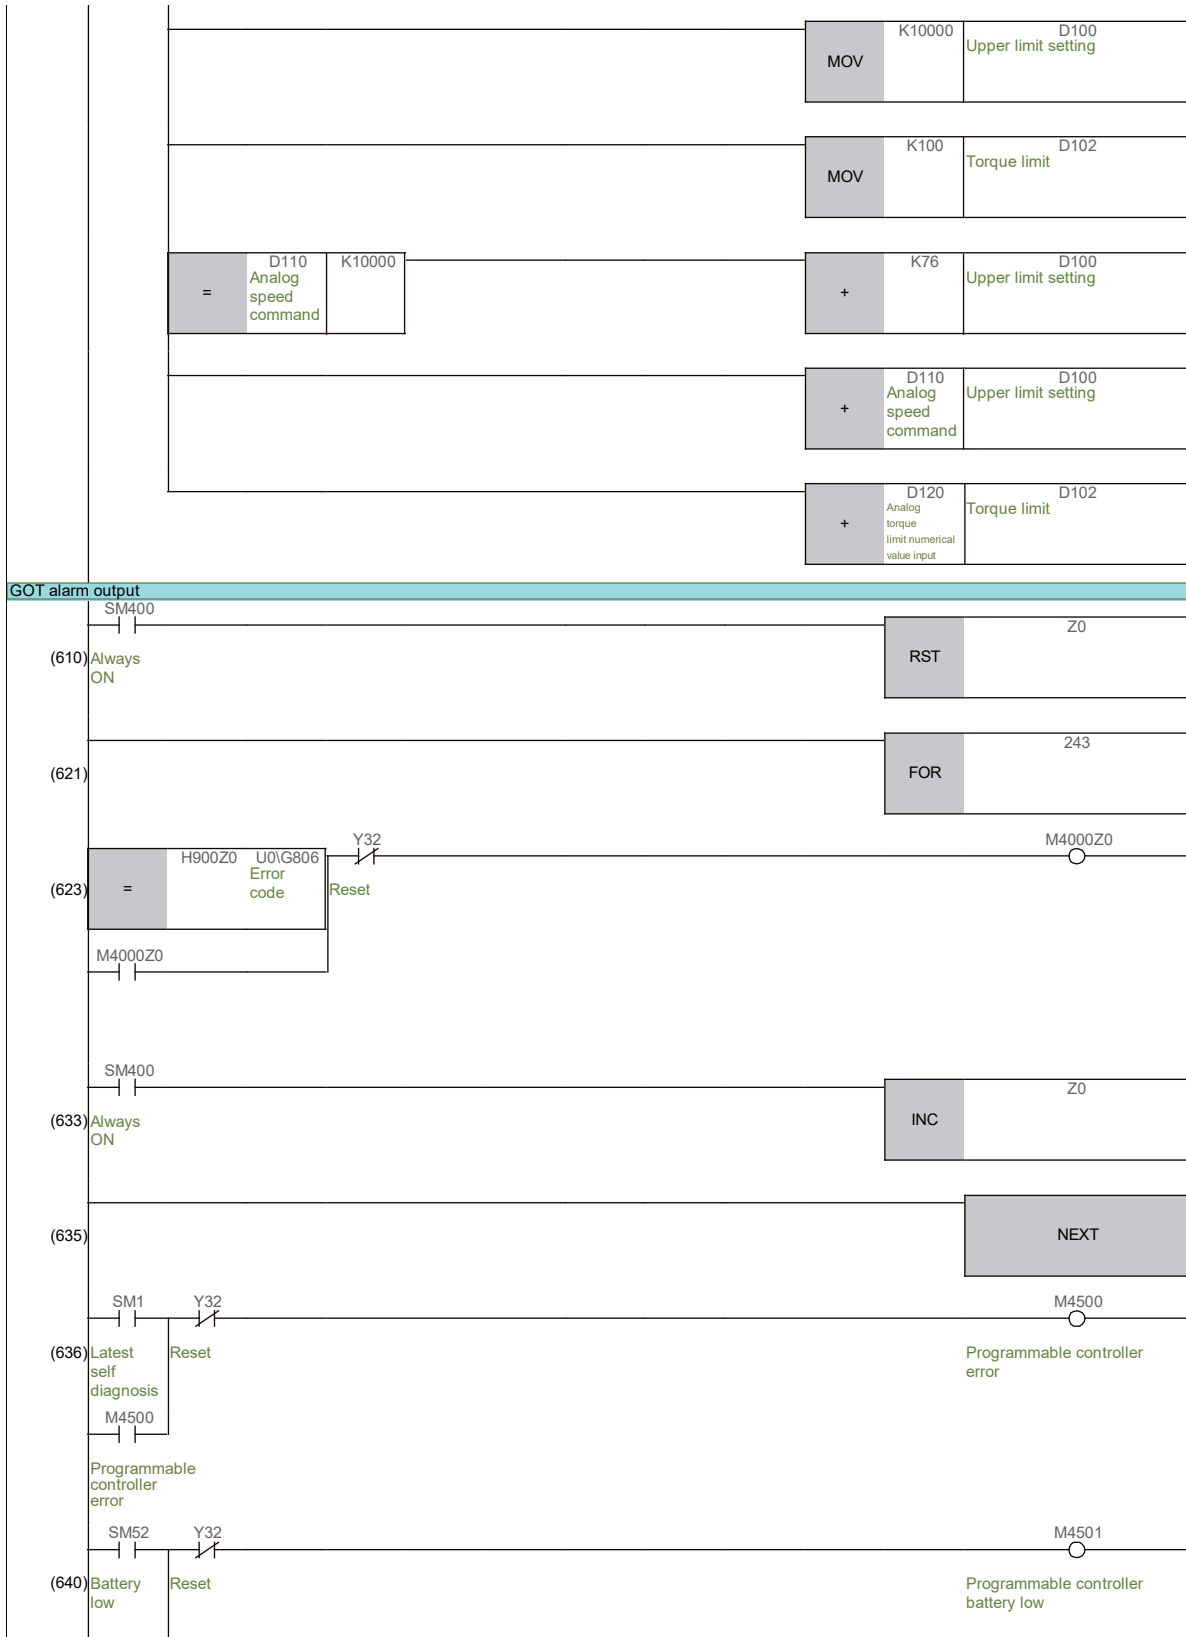 K10000 D100
Upper limit setting
MOV
K100 D102
Torque limit
MOV
D110 K10000
Analog
speed
command
=
K76 D100
Upper limit setting
+
D110 D100
Analog Upper limit setting
speed
command
+
D120 D102
Analog
torque
limit numerical
value input
Torque limit
+
GOT alarm output
SM400
(610) Always
ON
Z0
RST
(621)
243
FOR
H900Z0 U0\G806
Error
code
=
(623)
Y32
Reset
M4000Z0
M4000Z0
SM400
(633) Always
ON
Z0
INC
(635)
NEXT
SM1 Y32 M4500
(636) Latest
self
diagnosis
Reset
Programmable controller
error
M4500
Programmable
controller
error
SM52 Y32 M4501
(640) Battery
low
Reset
Programmable controller
battery low